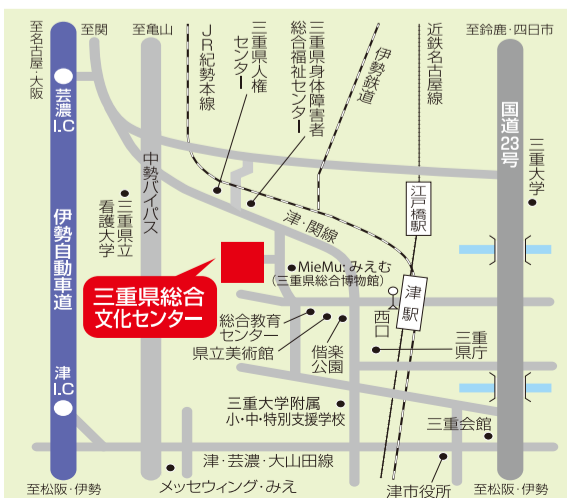 至名古屋・大阪
至関
至亀山
JR紀勢本線
三重県人権
センター
三重県身体障害者
総合福祉センター
伊勢鉄道
近鉄名古屋線
至鈴鹿・四日市
芸濃
I.C
国道23号
中勢バイパス
三重県立
看護大学
三重大学
江戸橋駅
津・関線
伊勢自動車道
MieMu:みえむ
(三重県総合博物館)
三重県総合
文化センター
津駅
西口
総合教育
センター
県立美術館
偕楽
公園
三重
県庁
津
I.C
三重大学附属
小・中・特別支援学校
三重会館
津・芸濃・大山田線
メッセウィング・みえ
津市役所
至松阪・伊勢
至松阪・伊勢